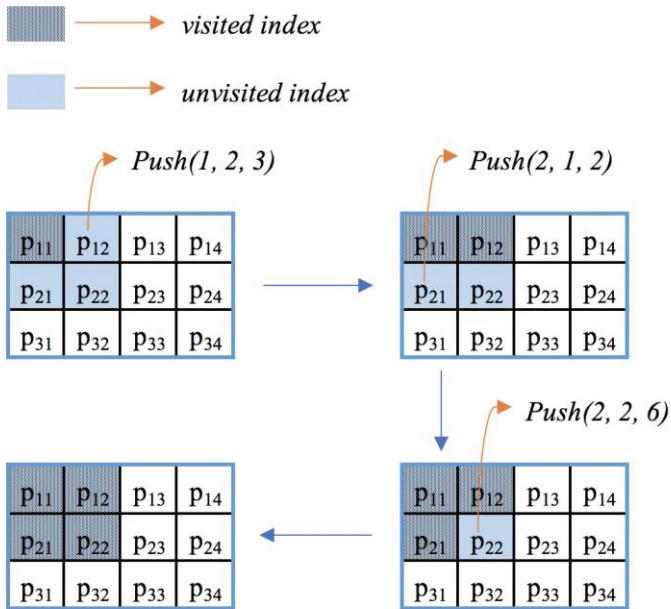 visited index
unvisited index
Push(1, 2, 3)
p₁₁ p₁₂ p₁₃ p₁₄
p₂₁ p₂₂ p₂₃ p₂₄
p₃₁ p₃₂ p₃₃ p₃₄
Push(2, 1, 2)
p₁₁ p₁₂ p₁₃ p₁₄
p₂₁ p₂₂ p₂₃ p₂₄
p₃₁ p₃₂ p₃₃ p₃₄
Push(2, 2, 6)
p₁₁ p₁₂ p₁₃ p₁₄
p₂₁ p₂₂ p₂₃ p₂₄
p₃₁ p₃₂ p₃₃ p₃₄
p₁₁ p₁₂ p₁₃ p₁₄
p₂₁ p₂₂ p₂₃ p₂₄
p₃₁ p₃₂ p₃₃ p₃₄